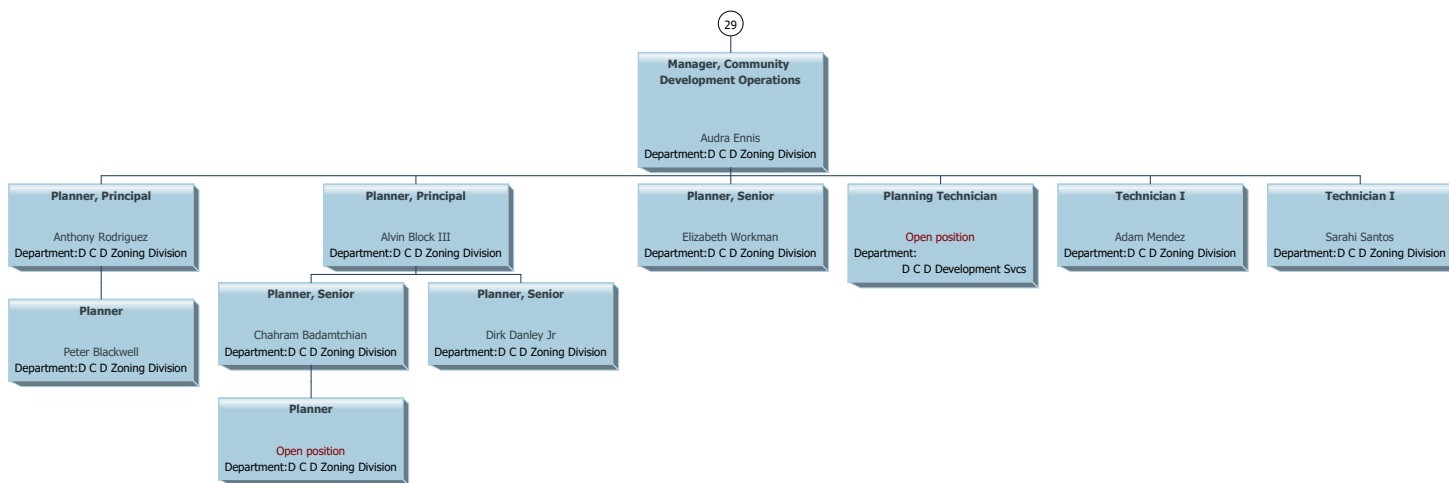 29
Manager, Community
Development Operations
Audra Ennis
Department:D C D Zoning Division
Planner, Principal
Anthony Rodriguez
Department:D C D Zoning Division
Planner, Principal
Alvin Block III
Department:D C D Zoning Division
Planner, Senior
Elizabeth Workman
Department:D C D Zoning Division
Planning Technician
Open position
Department:
D C D Development Svcs
Technician I
Adam Mendez
Department:D C D Zoning Division
Technician I
Sarahi Santos
Department:D C D Zoning Division
Planner
Peter Blackwell
Department:D C D Zoning Division
Planner, Senior
Chahram Badamtchian
Department:D C D Zoning Division
Planner, Senior
Dirk Danley Jr
Department:D C D Zoning Division
Planner
Open position
Department:D C D Zoning Division